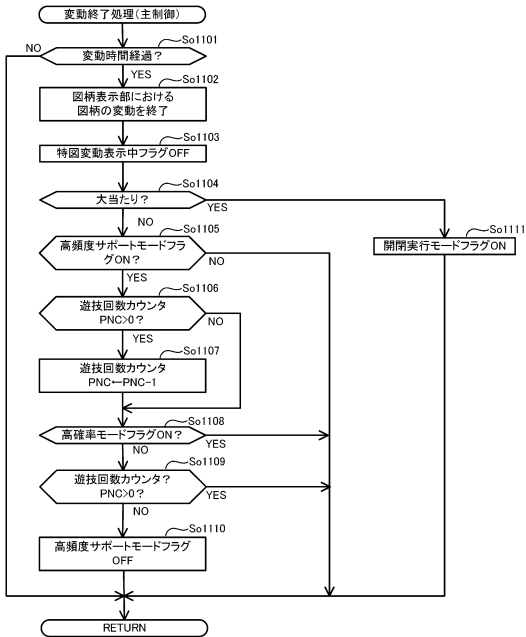 変動終了処理(主制御)
So1101
NO
変動時間経過？
YES
So1102
図柄表示部における
図柄の変動を終了
So1103
特図変動表示中フラグOFF
So1104
大当たり？
YES
NO
So1105
So1111
高頻度サポートモードフラ
グON？
NO
開閉実行モードフラグON
YES
So1106
遊技回数カウンタ
PNC>0？
NO
YES
So1107
遊技回数カウンタ
PNC←PNC-1
So1108
高確率モードフラグON？
YES
NO
So1109
遊技回数カウンタ？
PNC>0？
YES
NO
So1110
高頻度サポートモードフラグ
OFF
RETURN